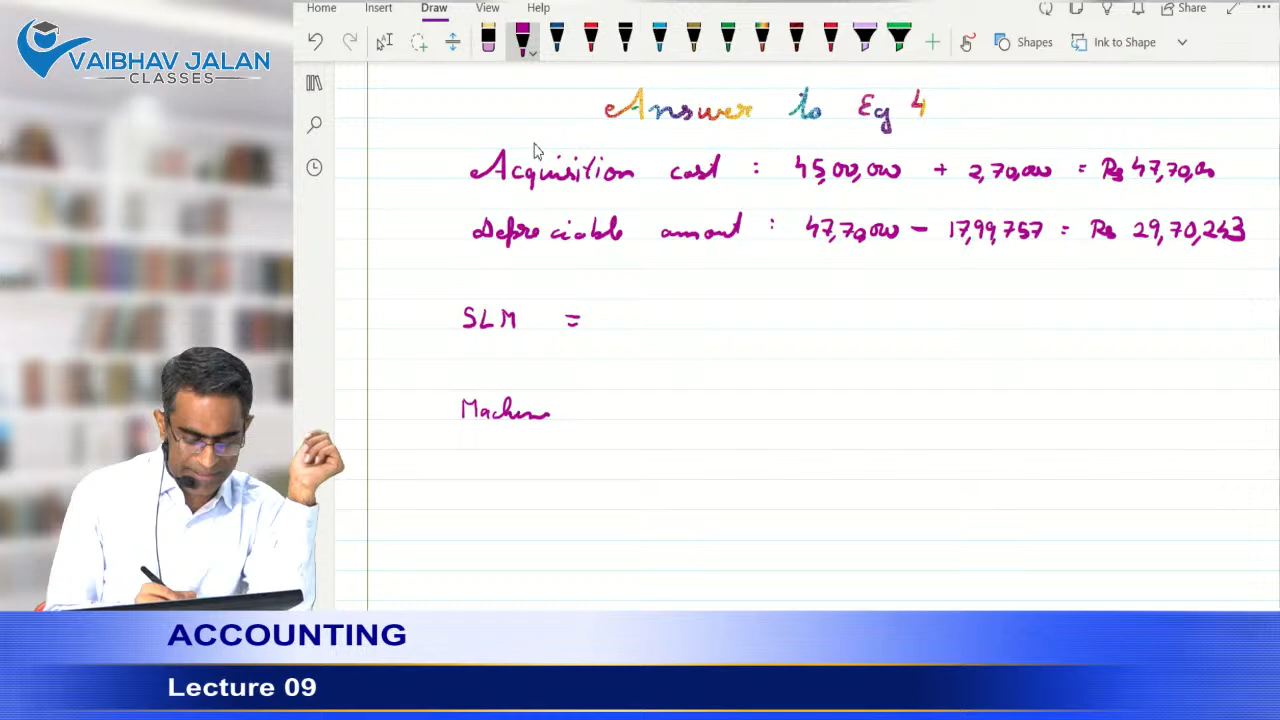 VAIBHAV JALAN
CLASSES
Home Insert Draw View Help
Share
Shapes Ink to Shape
Answer to Eg 4
Acquisition cost : 45,00,000 + 2,70,000 = Rs 47,70,000
Depreciable amount : 47,70,000 - 17,99,757 = Rs 29,70,243
SLM =
Machine
ACCOUNTING
Lecture 09